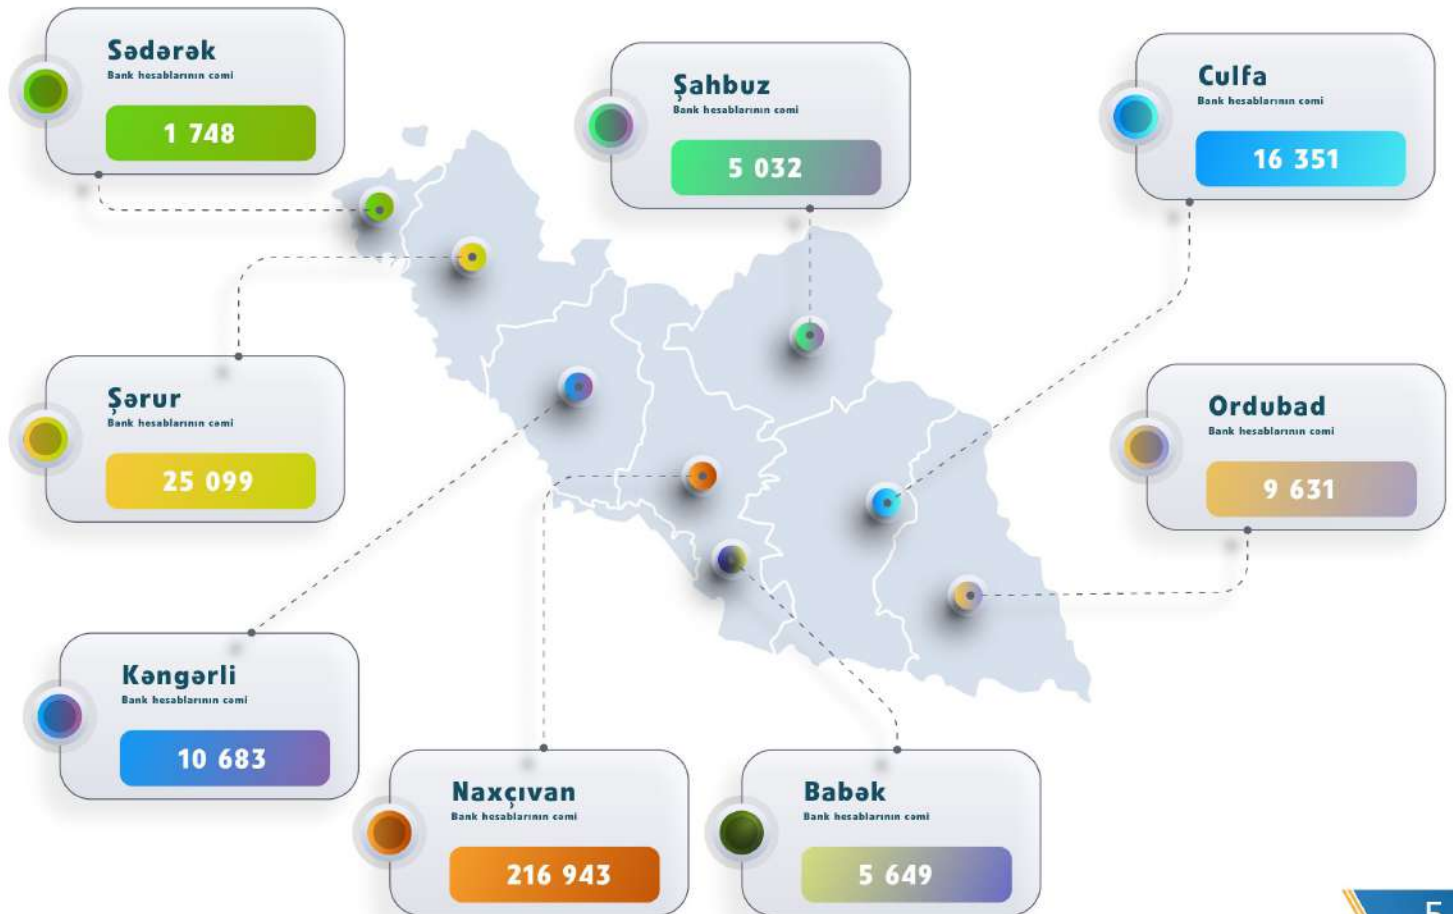 Sədərək
Bank hesablarının cəmi
1 748
Şahbuz
Bank hesablarının cəmi
5 032
Culfa
Bank hesablarının cəmi
16 351
Şərur
Bank hesablarının cəmi
25 099
Ordubad
Bank hesablarının cəmi
9 631
Kəngərli
Bank hesablarının cəmi
10 683
Naxçıvan
Bank hesablarının cəmi
216 943
Babək
Bank hesablarının cəmi
5 649